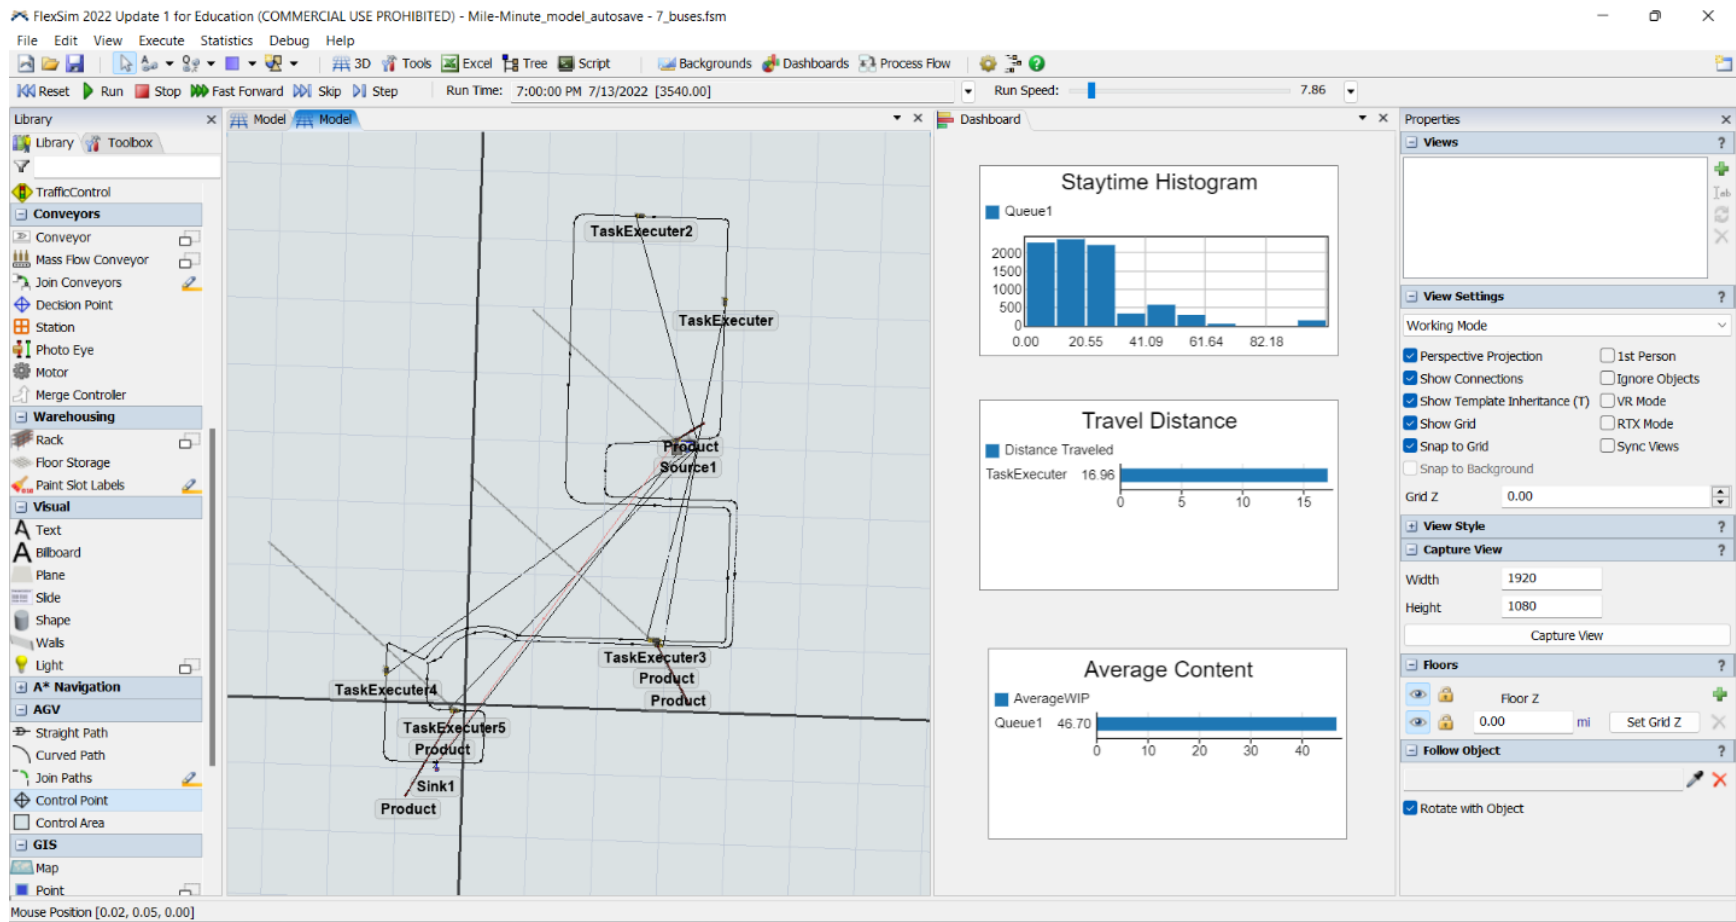 FlexSim 2022 Update 1 for Education (COMMERCIAL USE PROHIBITED) - Mile-Minute_model_autosave - 7_buses.fsm
File Edit View Execute Statistics Debug Help
3D Tools Excel Tree Script Backgrounds Dashboards Process Flow
Reset Run Stop Fast Forward Skip Step Run Time: 7:00:00 PM 7/13/2022 [3540.00] Run Speed: 7.86
Library
Library Toolbox
TrafficControl
Conveyors
Conveyor
Mass Flow Conveyor
Join Conveyors
Decision Point
Station
Photo Eye
Motor
Merge Controller
Warehousing
Rack
Floor Storage
Paint Slot Labels
Visual
Text
Billboard
Plane
Slide
Shape
Walls
Light
A* Navigation
AGV
Straight Path
Curved Path
Join Paths
Control Point
Control Area
GIS
Map
Point
Model Model
TaskExecuter2
TaskExecuter
Product
Source1
TaskExecuter3
Product
Product
TaskExecuter4
TaskExecuter5
Product
Sink1
Product
Dashboard
Staytime Histogram
Queue1
2000
1500
1000
500
0
0.00 20.55 41.09 61.64 82.18
Travel Distance
Distance Traveled
TaskExecuter 16.96
0 5 10 15
Average Content
AverageWIP
Queue1 46.70
0 10 20 30 40
Properties
Views
View Settings
Working Mode
Perspective Projection 1st Person
Show Connections Ignore Objects
Show Template Inheritance (T) VR Mode
Show Grid RTX Mode
Snap to Grid Sync Views
Snap to Background
Grid Z 0.00
View Style
Capture View
Width 1920
Height 1080
Capture View
Floors
Floor Z
0.00 mi Set Grid Z
Follow Object
Rotate with Object
Mouse Position [0.02, 0.05, 0.00]